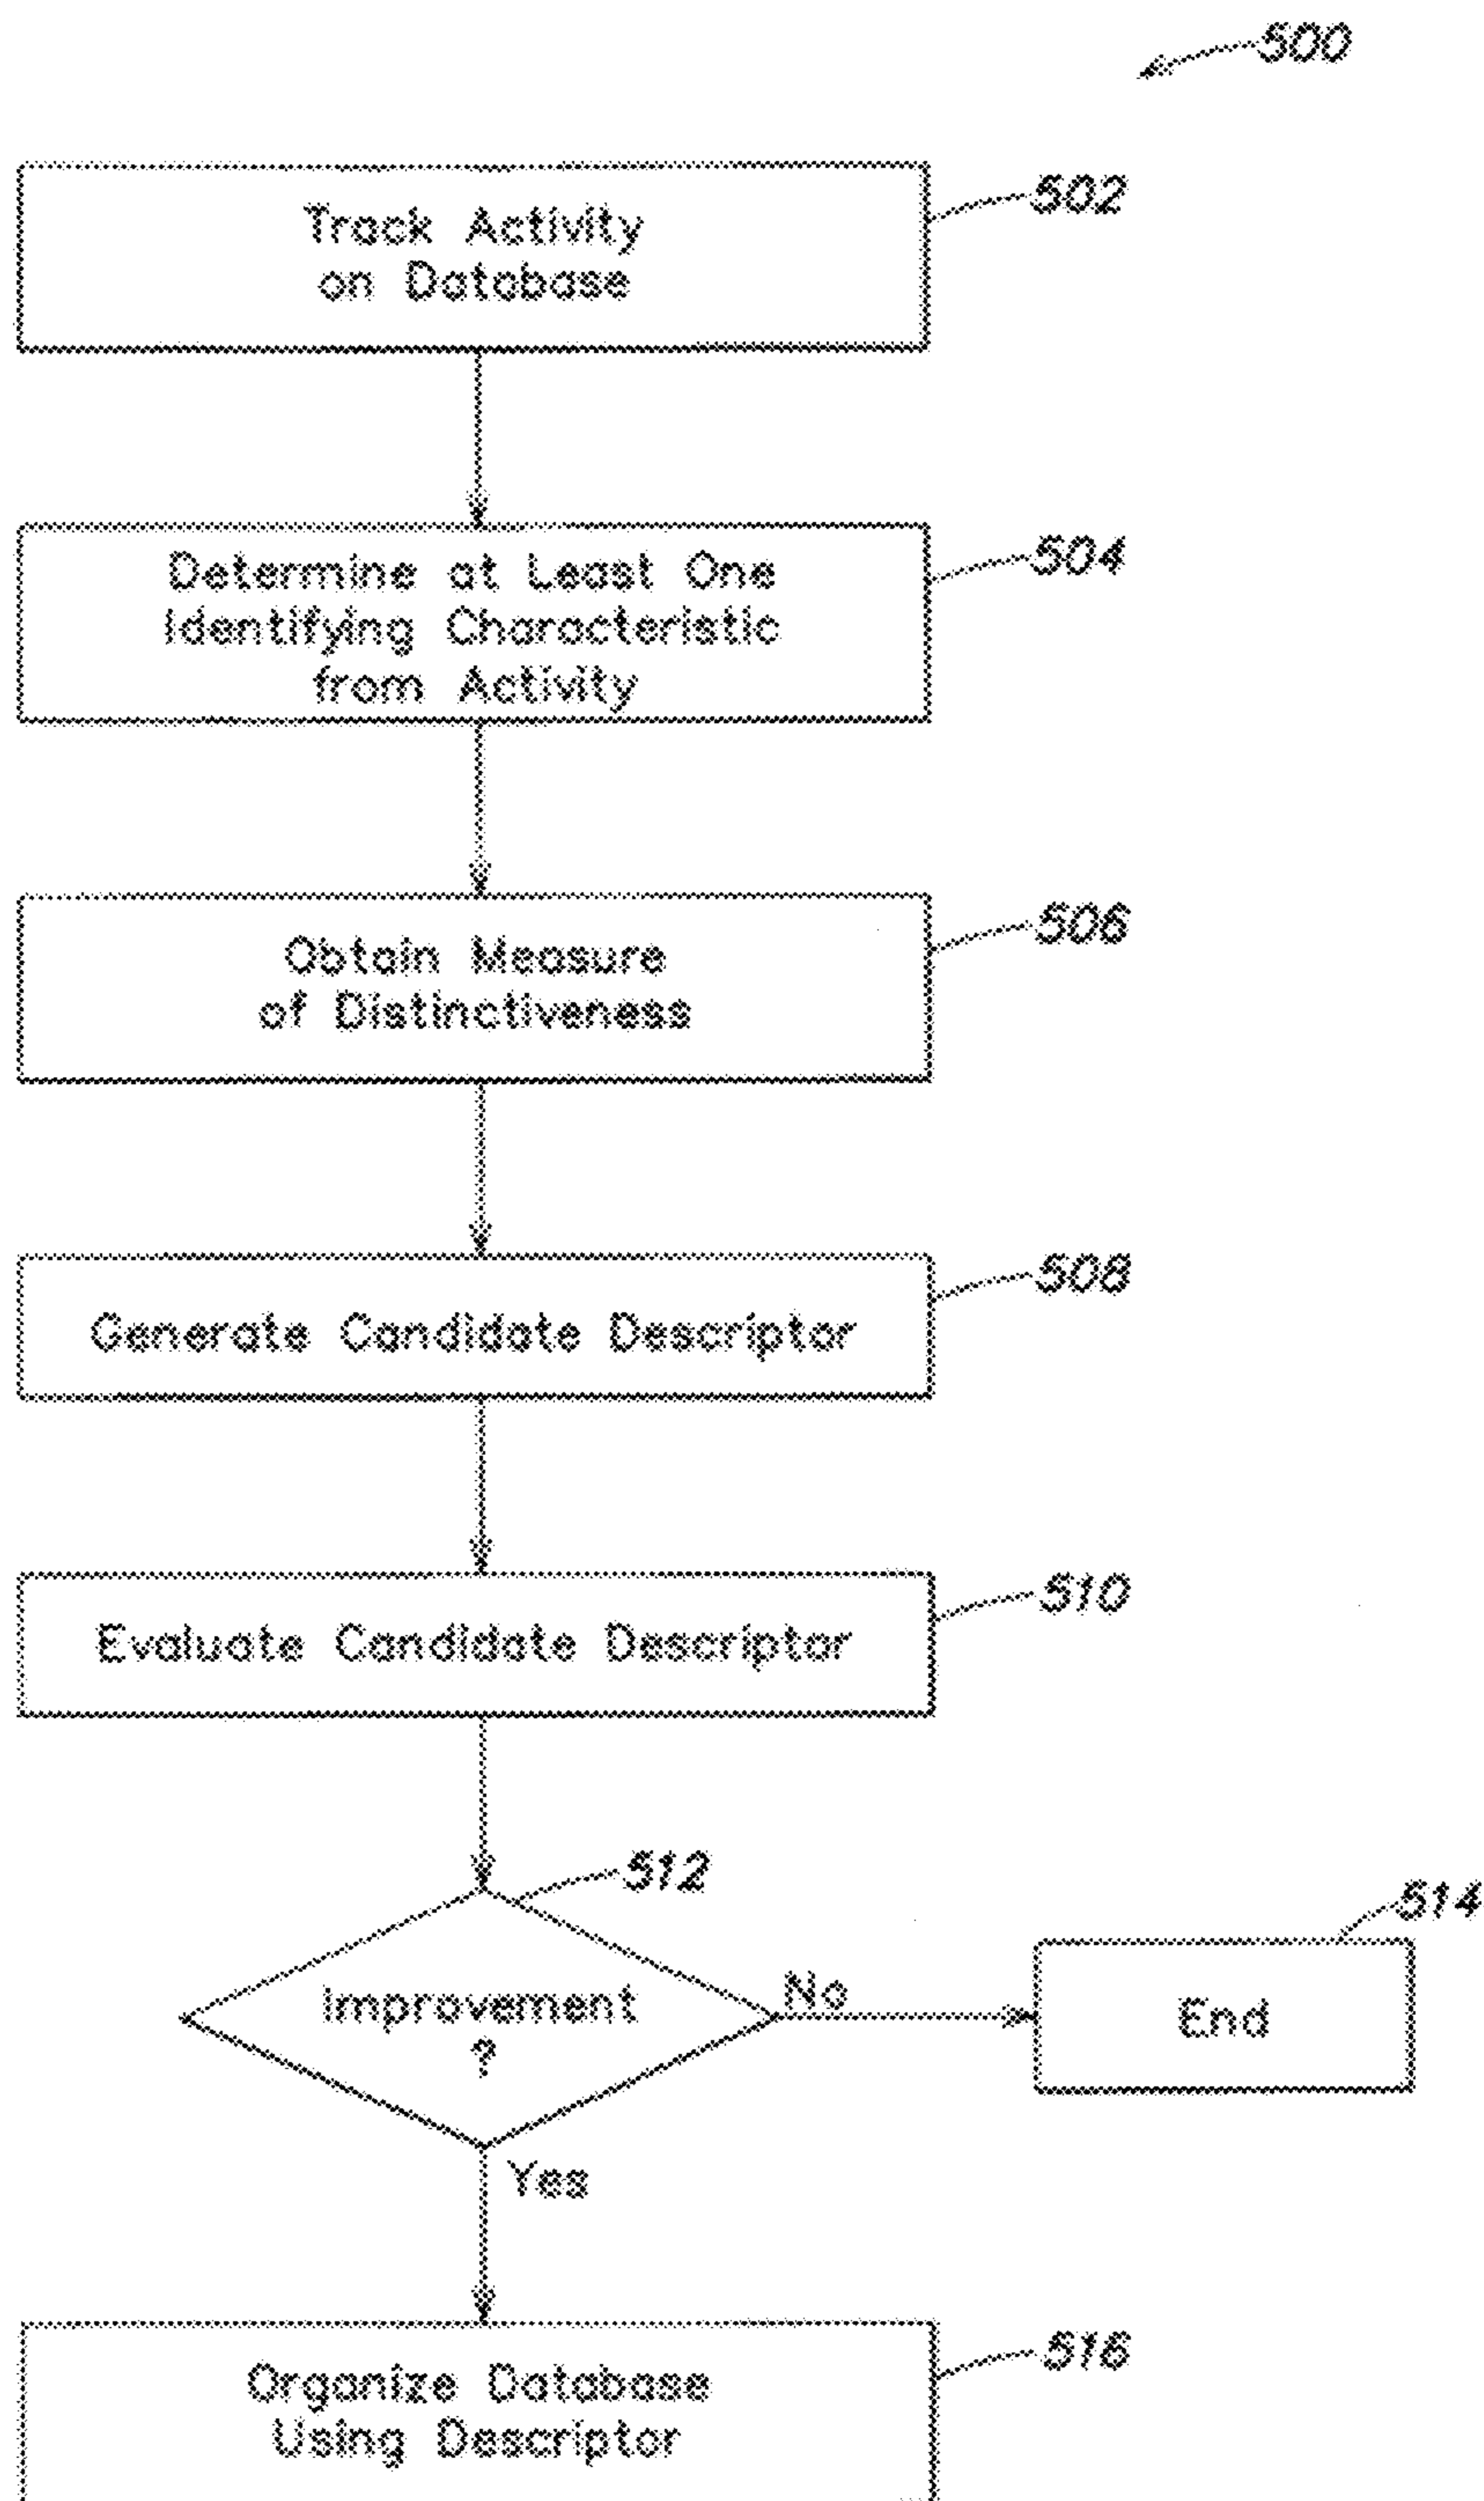 500
Track Activity
on Database
502
Determine at Least One
Identifying Characteristic
from Activity
504
Obtain Measure
of Distinctiveness
506
Generate Candidate Descriptor
508
Evaluate Candidate Descriptor
510
512
Improvement
?
No
514
End
Yes
Organize Database
Using Descriptor
516